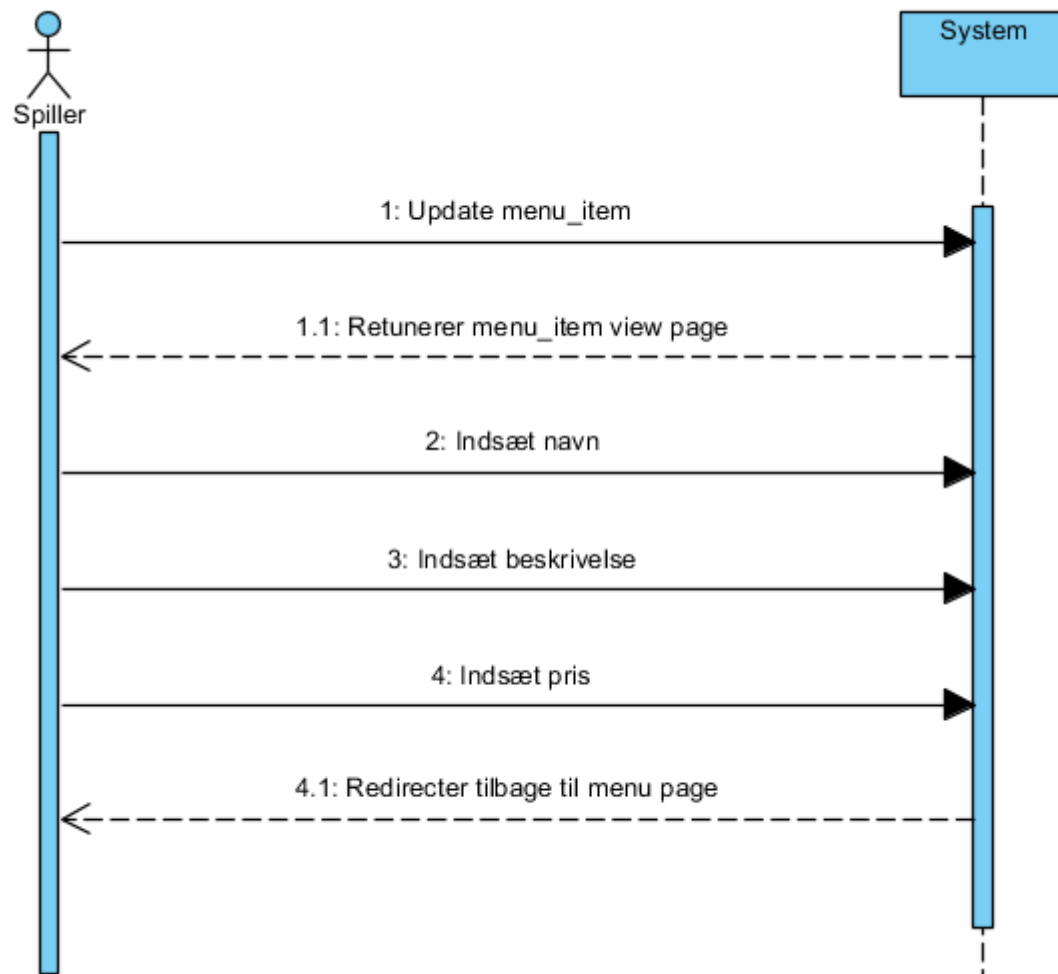 System
Spiller
1: Update menu_item
1.1: Retunerer menu_item view page
2: Indsæt navn
3: Indsæt beskrivelse
4: Indsæt pris
4.1: Redirecter tilbage til menu page